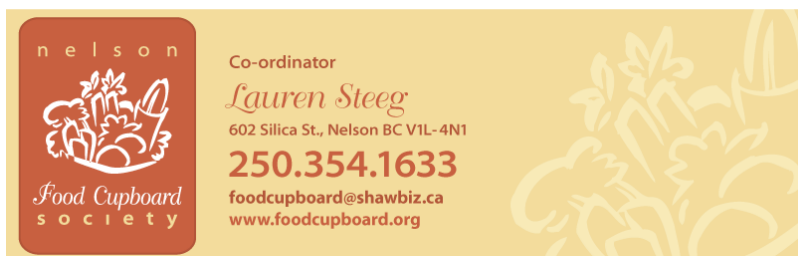 nelson
Food Cupboard
society
Co-ordinator
Lauren Steeg
602 Silica St., Nelson BC V1L-4N1
250.354.1633
foodcupboard@shawbiz.ca
www.foodcupboard.org